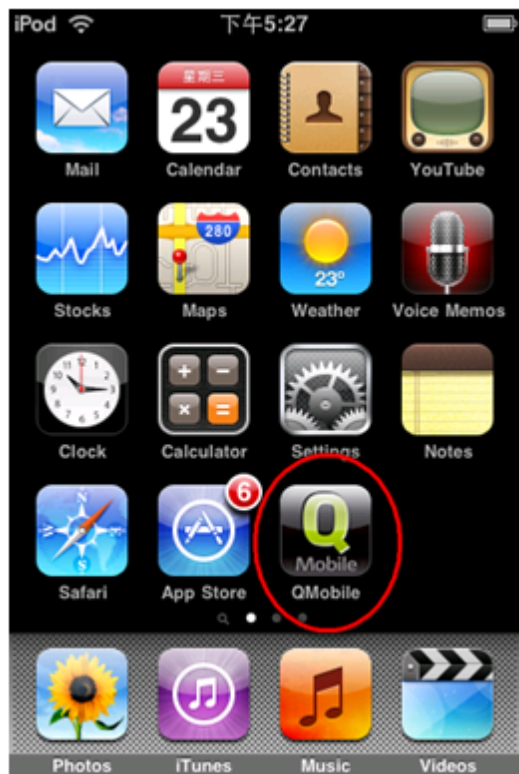 iPod 下午5:27
星期三
23
Mail Calendar Contacts YouTube
280
23°
Stocks Maps Weather Voice Memos
Clock Calculator Settings Notes
6
Q
Mobile
Safari App Store QMobile
Photos iTunes Music Videos